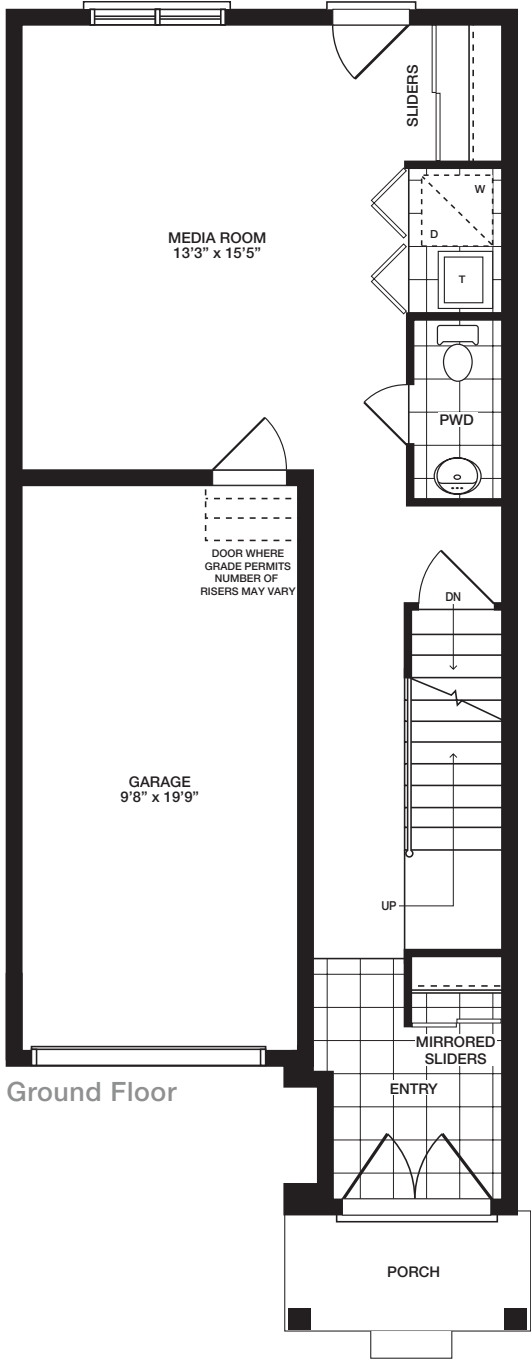 SLIDERS
W
D
MEDIA ROOM
13'3" x 15'5"
T
PWD
DOOR WHERE
GRADE PERMITS
NUMBER OF
RISERS MAY VARY
DN
GARAGE
9'8" x 19'9"
UP
MIRRORED
SLIDERS
Ground Floor
ENTRY
PORCH